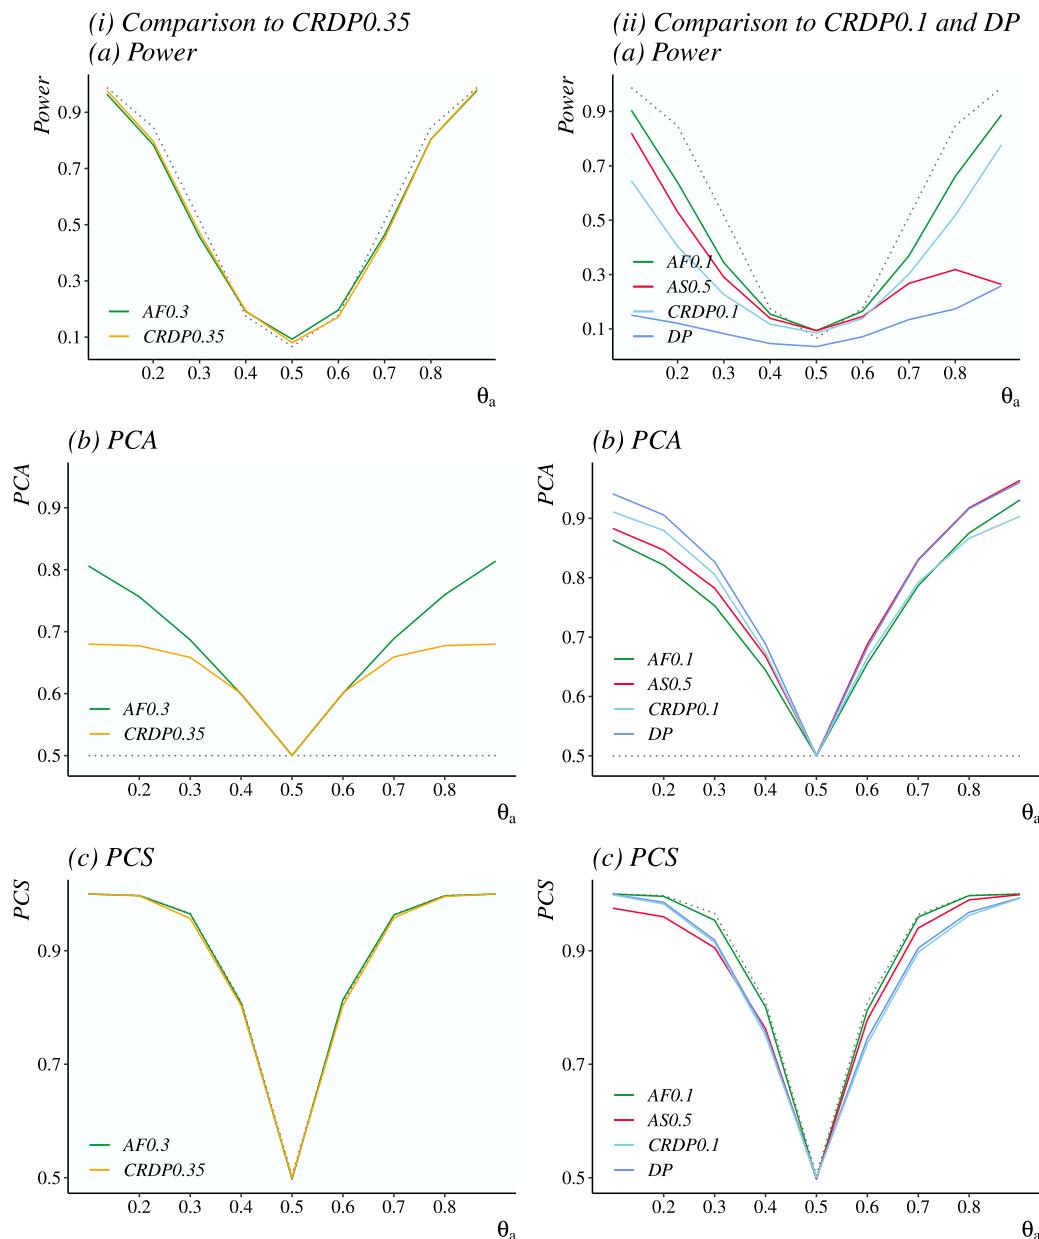 (i) Comparison to CRDP0.35
(a) Power
Power
0.9
0.7
0.5
0.3
0.1
AF0.3
CRDP0.35
0.2 0.3 0.4 0.5 0.6 0.7 0.8
θa
(ii) Comparison to CRDP0.1 and DP
(a) Power
Power
0.9
0.7
0.5
0.3
0.1
AF0.1
AS0.5
CRDP0.1
DP
0.2 0.3 0.4 0.5 0.6 0.7 0.8
θa
(b) PCA
PCA
0.9
0.8
0.7
0.6
0.5
AF0.3
CRDP0.35
0.2 0.3 0.4 0.5 0.6 0.7 0.8
θa
(b) PCA
PCA
0.9
0.8
0.7
0.6
0.5
AF0.1
AS0.5
CRDP0.1
DP
0.2 0.3 0.4 0.5 0.6 0.7 0.8
θa
(c) PCS
PCS
0.9
0.7
0.5
AF0.3
CRDP0.35
0.2 0.3 0.4 0.5 0.6 0.7 0.8
θa
(c) PCS
PCS
0.9
0.7
0.5
AF0.1
AS0.5
CRDP0.1
DP
0.2 0.3 0.4 0.5 0.6 0.7 0.8
θa